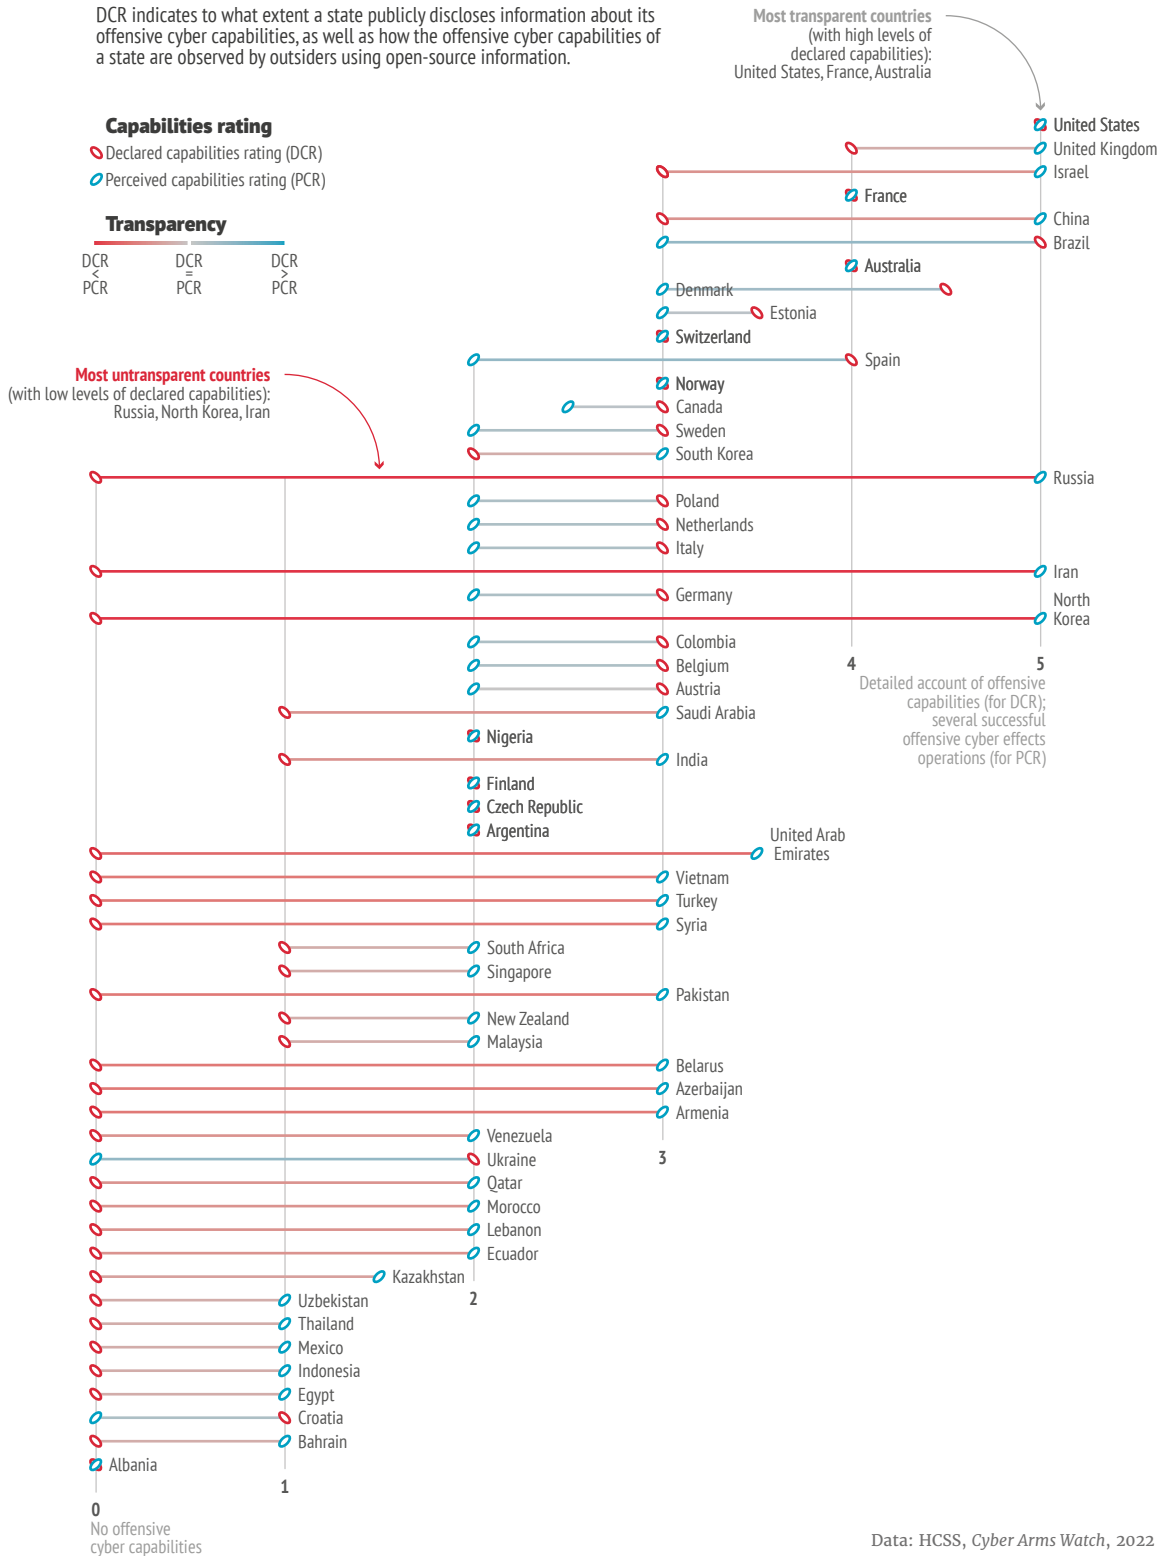 DCR indicates to what extent a state publicly discloses information about its
offensive cyber capabilities, as well as how the offensive cyber capabilities of
a state are observed by outsiders using open-source information.
Most transparent countries
(with high levels of
declared capabilities):
United States, France, Australia
Capabilities rating
Declared capabilities rating (DCR)
Perceived capabilities rating (PCR)
Transparency
DCR
<
PCR
DCR
=
PCR
DCR
>
PCR
United States
United Kingdom
Israel
France
China
Brazil
Australia
Denmark
Estonia
Switzerland
Spain
Most untransparent countries
(with low levels of declared capabilities):
Russia, North Korea, Iran
Norway
Canada
Sweden
South Korea
Russia
Poland
Netherlands
Italy
Iran
Germany
North
Korea
Colombia
Belgium
Austria
4
5
Detailed account of offensive
capabilities (for DCR);
several successful
offensive cyber effects
operations (for PCR)
Saudi Arabia
Nigeria
India
Finland
Czech Republic
Argentina
United Arab
Emirates
Vietnam
Turkey
Syria
South Africa
Singapore
Pakistan
New Zealand
Malaysia
Belarus
Azerbaijan
Armenia
Venezuela
3
Ukraine
Qatar
Morocco
Lebanon
Ecuador
Kazakhstan
2
Uzbekistan
Thailand
Mexico
Indonesia
Egypt
Croatia
Bahrain
Albania
1
0
No offensive
cyber capabilities
Data: HCSS, Cyber Arms Watch, 2022